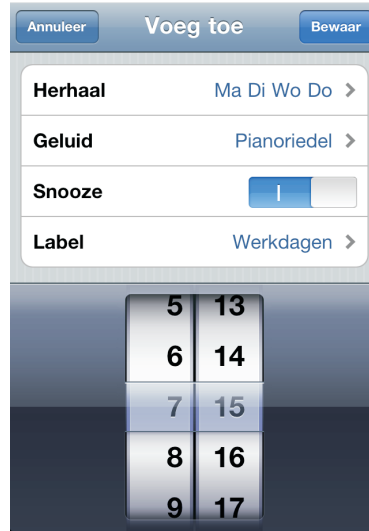 Annuleer Voeg toe Bewaar
Herhaal Ma Di Wo Do
Geluid Pianoriedel
Snooze
Label Werkdagen
5 13
6 14
7 15
8 16
9 17